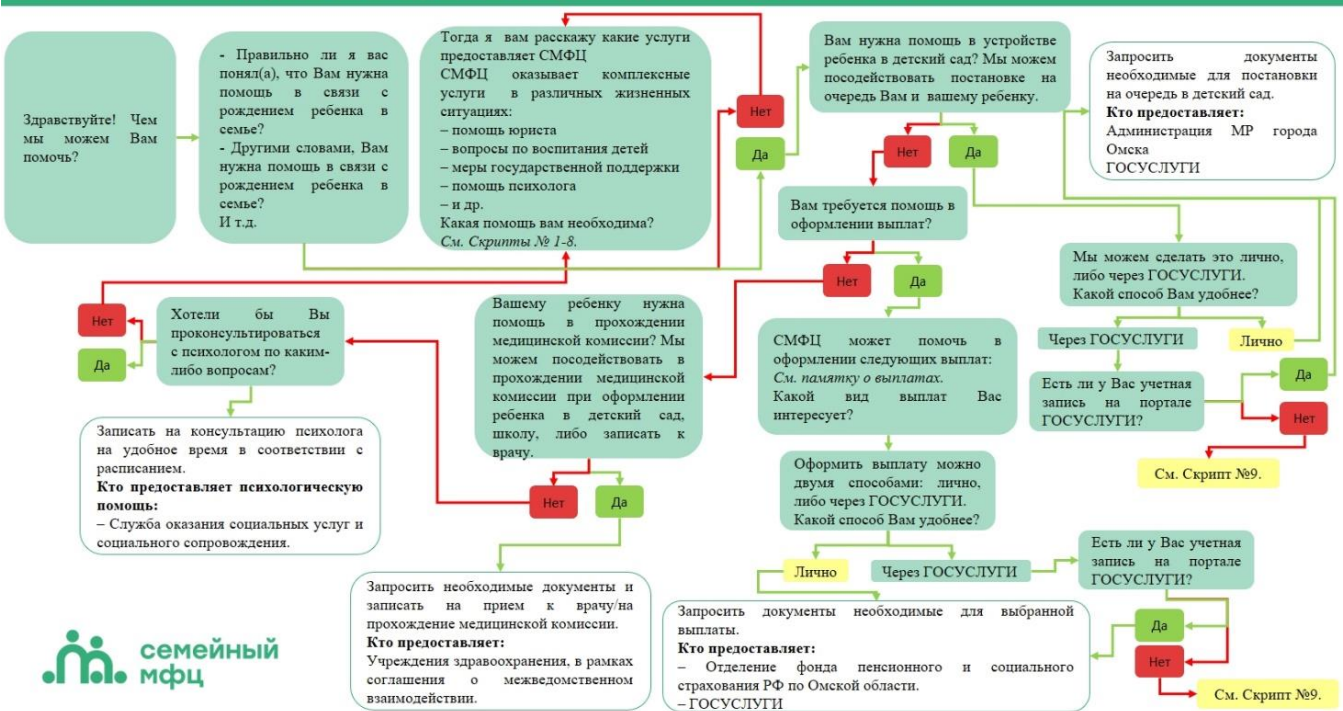 Здравствуйте! Чем
мы можем Вам
помочь?
- Правильно ли я вас
понял(а), что Вам нужна
помощь в связи с
рождением ребенка в
семье?
- Другими словами, Вам
нужна помощь в связи с
рождением ребенка в
семье?
И т.д.
Тогда я вам расскажу какие услуги
предоставляет СМФЦ
СМФЦ оказывает комплексные
услуги в различных жизненных
ситуациях:
– помощь юриста
– вопросы по воспитания детей
– меры государственной поддержки
– помощь психолога
– и др.
Какая помощь вам необходима?
См. Скрипты № 1-8.
Нет
Да
Вам нужна помощь в устройстве
ребенка в детский сад? Мы можем
посодействовать постановке на
очередь Вам и вашему ребенку.
Нет
Да
Запросить документы
необходимые для постановки
на очередь в детский сад.
Кто предоставляет:
Администрация МР города
Омска
ГОСУСЛУГИ
Вам требуется помощь в
оформлении выплат?
Нет
Да
Мы можем сделать это лично,
либо через ГОСУСЛУГИ.
Какой способ Вам удобнее?
Через ГОСУСЛУГИ
Лично
Есть ли у Вас учетная
запись на портале
ГОСУСЛУГИ?
Да
Нет
См. Скрипт №9.
СМФЦ может помочь в
оформлении следующих выплат:
См. памятку о выплатах.
Какой вид выплат Вас
интересует?
Оформить выплату можно
двумя способами: лично,
либо через ГОСУСЛУГИ.
Какой способ Вам удобнее?
Лично
Через ГОСУСЛУГИ
Есть ли у Вас учетная
запись на портале
ГОСУСЛУГИ?
Да
Нет
См. Скрипт №9.
Запросить документы необходимые для выбранной
выплаты.
Кто предоставляет:
– Отделение фонда пенсионного и социального
страхования РФ по Омской области.
– ГОСУСЛУГИ
Вашему ребенку нужна
помощь в прохождении
медицинской комиссии? Мы
можем посодействовать в
прохождении медицинской
комиссии при оформлении
ребенка в детский сад,
школу, либо записать к
врачу.
Нет
Да
Запросить необходимые документы и
записать на прием к врачу/на
прохождение медицинской комиссии.
Кто предоставляет:
Учреждения здравоохранения, в рамках
соглашения о межведомственном
взаимодействии.
Хотели бы Вы
проконсультироваться
с психологом по каким-
либо вопросам?
Нет
Да
Записать на консультацию психолога
на удобное время в соответствии с
расписанием.
Кто предоставляет психологическую
помощь:
– Служба оказания социальных услуг и
социального сопровождения.
семейный
мфц